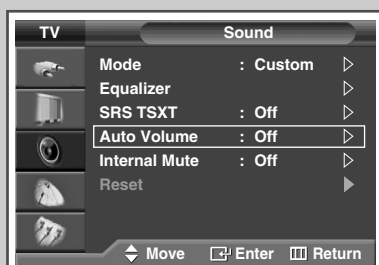 TV Sound
Mode : Custom
Equalizer
SRS TSXT : Off
Auto Volume : Off
Internal Mute : Off
Reset
Move Enter Return